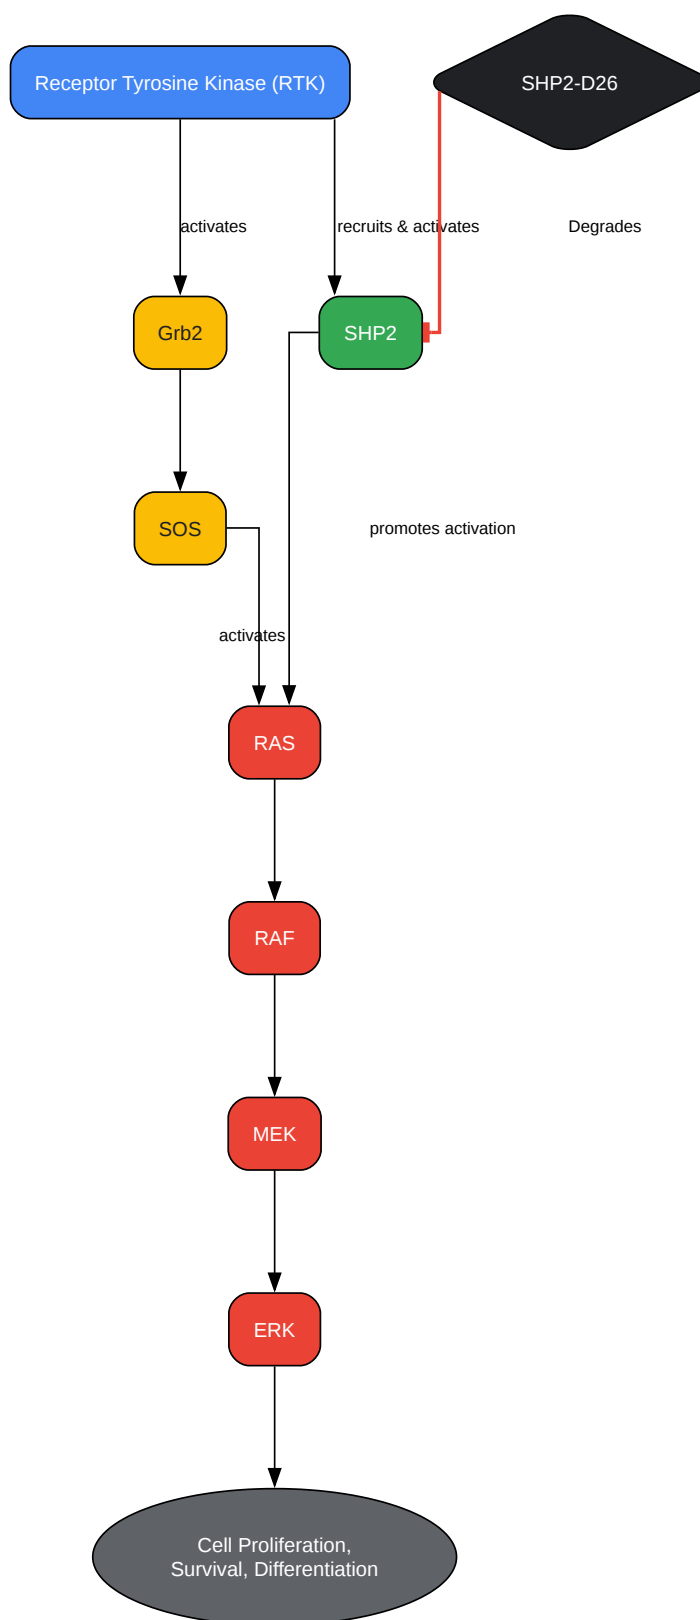 Receptor Tyrosine Kinase (RTK)
SHP2-D26
activates
recruits & activates
Degrades
Grb2
SHP2
SOS
promotes activation
activates
RAS
RAF
MEK
ERK
Cell Proliferation,
Survival, Differentiation